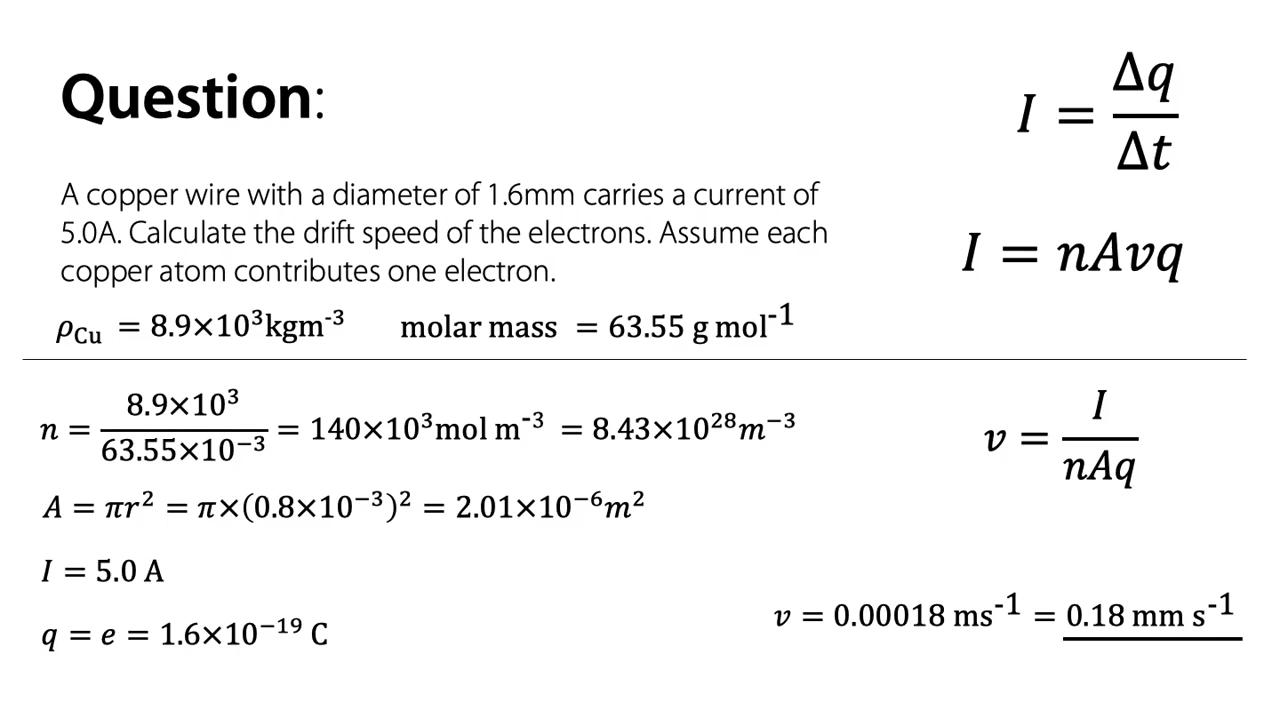 Question:
I = Δq/Δt
A copper wire with a diameter of 1.6mm carries a current of
5.0A. Calculate the drift speed of the electrons. Assume each
copper atom contributes one electron.
I = nAvq
ρCu = 8.9×10³kgm⁻³ molar mass = 63.55 g mol⁻¹
n = 8.9×10³/63.55×10⁻³ = 140×10³mol m⁻³ = 8.43×10²⁸m⁻³
v = I/nAq
A = πr² = π×(0.8×10⁻³)² = 2.01×10⁻⁶m²
I = 5.0 A
q = e = 1.6×10⁻¹⁹ C
v = 0.00018 ms⁻¹ = 0.18 mm s⁻¹